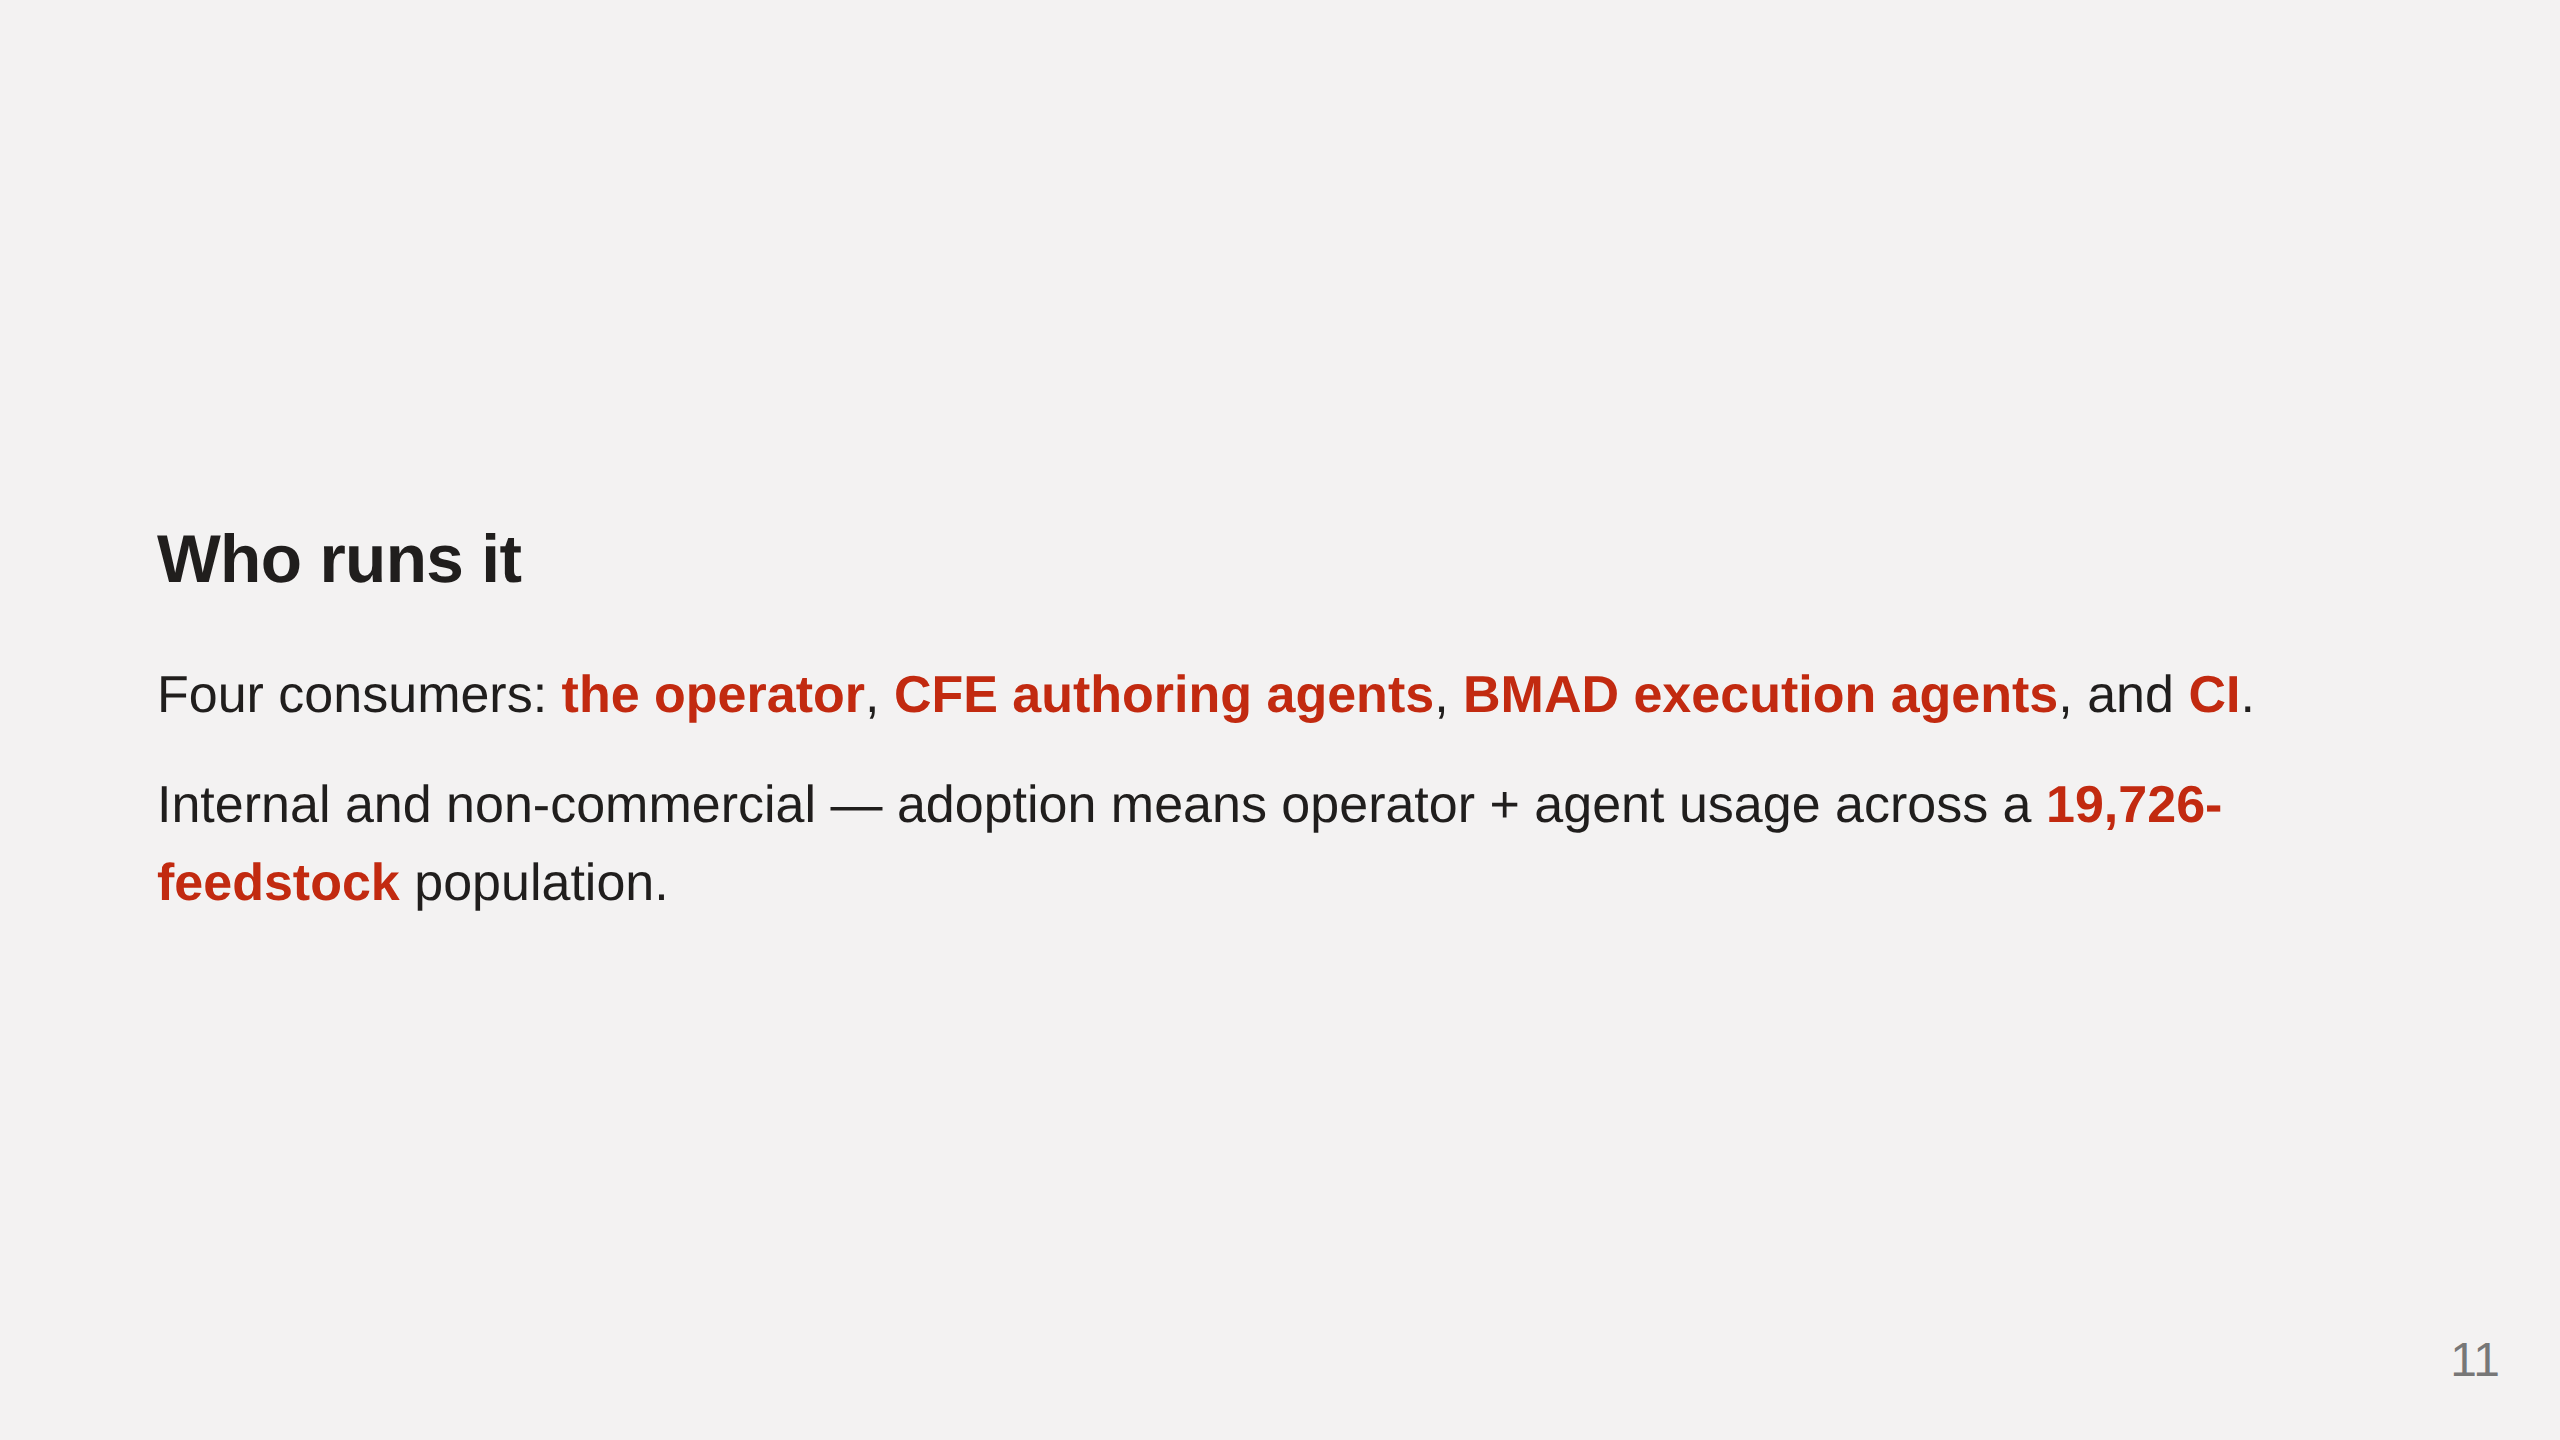 Who runs it
Four consumers: the operator, CFE authoring agents, BMAD execution agents, and CI.
Internal and non-commercial — adoption means operator + agent usage across a 19,726-
feedstock population.
11